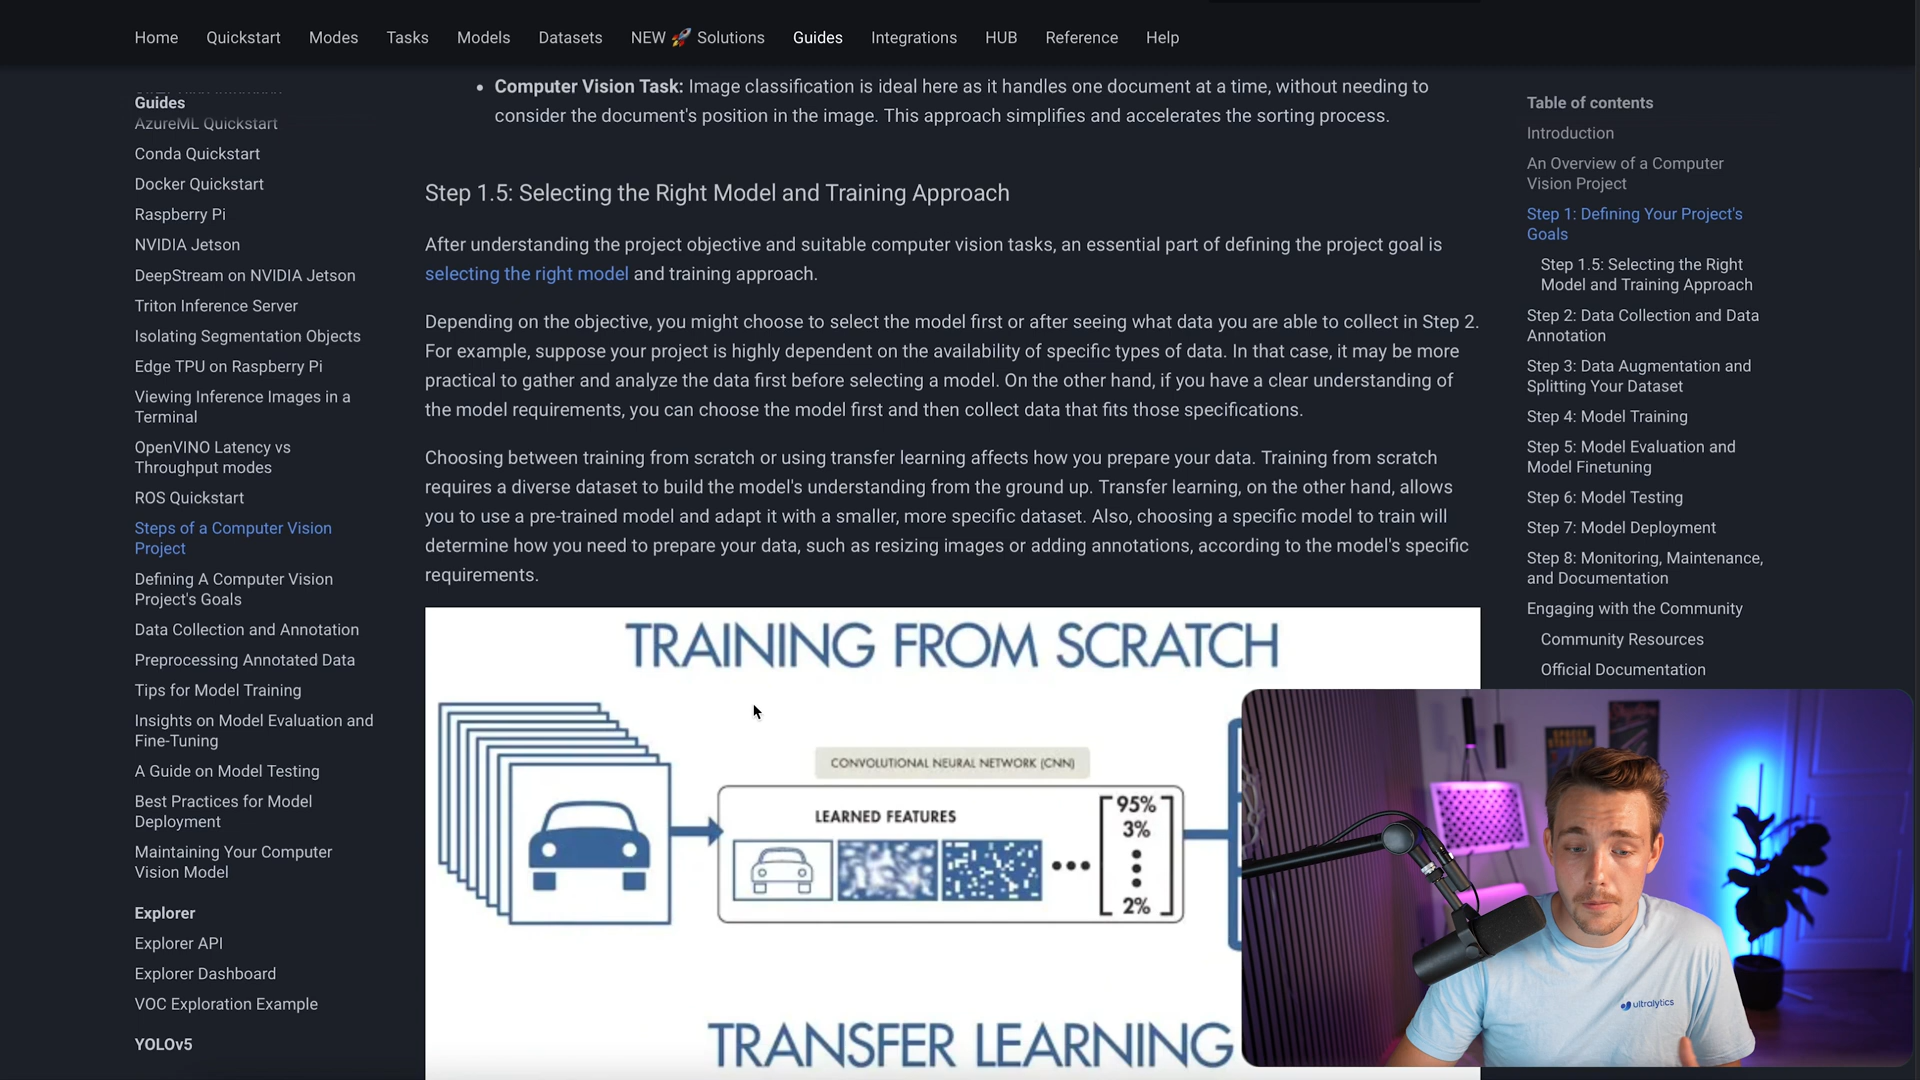 Home Quickstart Modes Tasks Models Datasets NEW 🚀 Solutions Guides Integrations HUB Reference Help
Guides
AzureML Quickstart
Conda Quickstart
Docker Quickstart
Raspberry Pi
NVIDIA Jetson
DeepStream on NVIDIA Jetson
Triton Inference Server
Isolating Segmentation Objects
Edge TPU on Raspberry Pi
Viewing Inference Images in a
Terminal
OpenVINO Latency vs
Throughput modes
ROS Quickstart
Steps of a Computer Vision
Project
Defining A Computer Vision
Project's Goals
Data Collection and Annotation
Preprocessing Annotated Data
Tips for Model Training
Insights on Model Evaluation and
Fine-Tuning
A Guide on Model Testing
Best Practices for Model
Deployment
Maintaining Your Computer
Vision Model
Explorer
Explorer API
Explorer Dashboard
VOC Exploration Example
YOLOv5
• Computer Vision Task: Image classification is ideal here as it handles one document at a time, without needing to
consider the document's position in the image. This approach simplifies and accelerates the sorting process.
Step 1.5: Selecting the Right Model and Training Approach
After understanding the project objective and suitable computer vision tasks, an essential part of defining the project goal is
selecting the right model and training approach.
Depending on the objective, you might choose to select the model first or after seeing what data you are able to collect in Step 2.
For example, suppose your project is highly dependent on the availability of specific types of data. In that case, it may be more
practical to gather and analyze the data first before selecting a model. On the other hand, if you have a clear understanding of
the model requirements, you can choose the model first and then collect data that fits those specifications.
Choosing between training from scratch or using transfer learning affects how you prepare your data. Training from scratch
requires a diverse dataset to build the model's understanding from the ground up. Transfer learning, on the other hand, allows
you to use a pre-trained model and adapt it with a smaller, more specific dataset. Also, choosing a specific model to train will
determine how you need to prepare your data, such as resizing images or adding annotations, according to the model's specific
requirements.
TRAINING FROM SCRATCH
CONVOLUTIONAL NEURAL NETWORK (CNN)
LEARNED FEATURES
95%
3%
2%
TRANSFER LEARNING
Table of contents
Introduction
An Overview of a Computer
Vision Project
Step 1: Defining Your Project's
Goals
Step 1.5: Selecting the Right
Model and Training Approach
Step 2: Data Collection and Data
Annotation
Step 3: Data Augmentation and
Splitting Your Dataset
Step 4: Model Training
Step 5: Model Evaluation and
Model Finetuning
Step 6: Model Testing
Step 7: Model Deployment
Step 8: Monitoring, Maintenance,
and Documentation
Engaging with the Community
Community Resources
Official Documentation
ultralytics